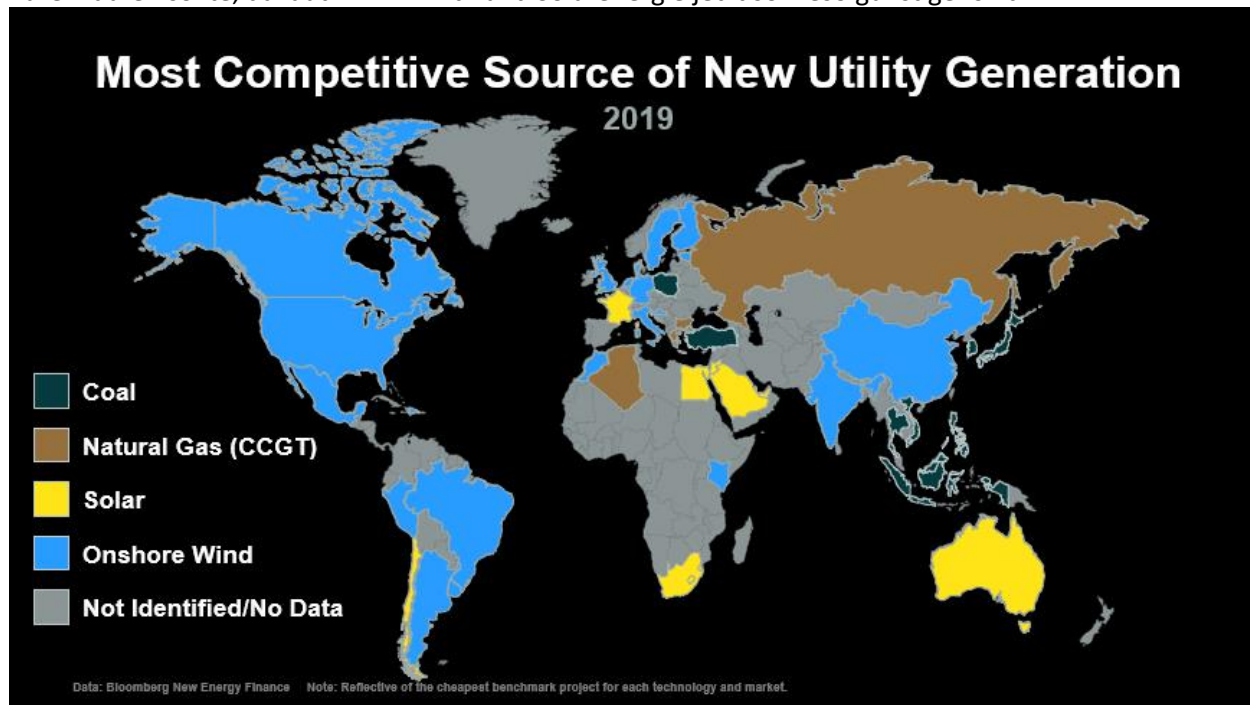 Most Competitive Source of New Utility Generation
2019
Coal
Natural Gas (CCGT)
Solar
Onshore Wind
Not Identified/No Data
Data: Bloomberg New Energy Finance Note: Reflective of the cheapest benchmark project for each technology and market.